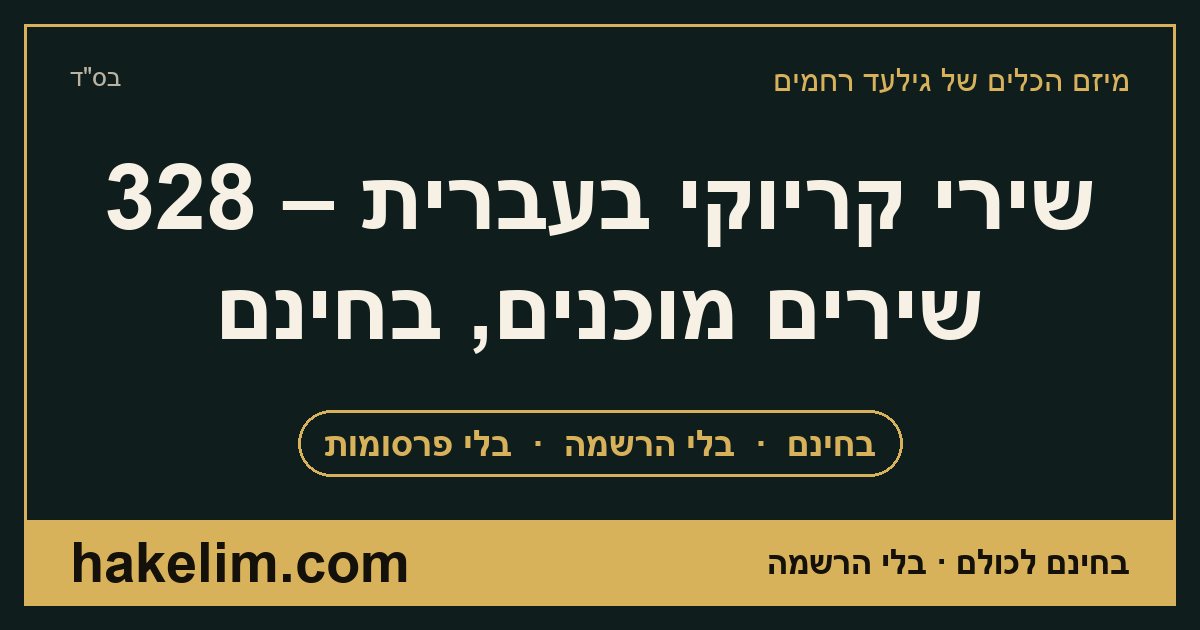 מיזם הכלים של גילעד רחמים
בס"ד
שירי קריוקי בעברית – 328
שירים מוכנים, בחינם
בחינם · בלי הרשמה · בלי פרסומות
בחינם לכולם · בלי הרשמה
hakelim.com